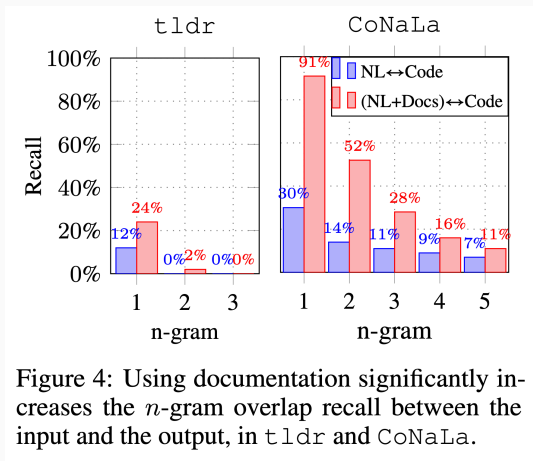 tldr
CoNaLa
100%
80%
60%
40%
20%
0%
Recall
12%
24%
0%
2%
0%
0%
1 2 3
n-gram
NL↔Code
(NL+Docs)↔Code
30%
91%
14%
52%
11%
28%
9%
16%
7%
11%
1 2 3 4 5
n-gram
Figure 4: Using documentation significantly in-
creases the n-gram overlap recall between the
input and the output, in tldr and CoNaLa.